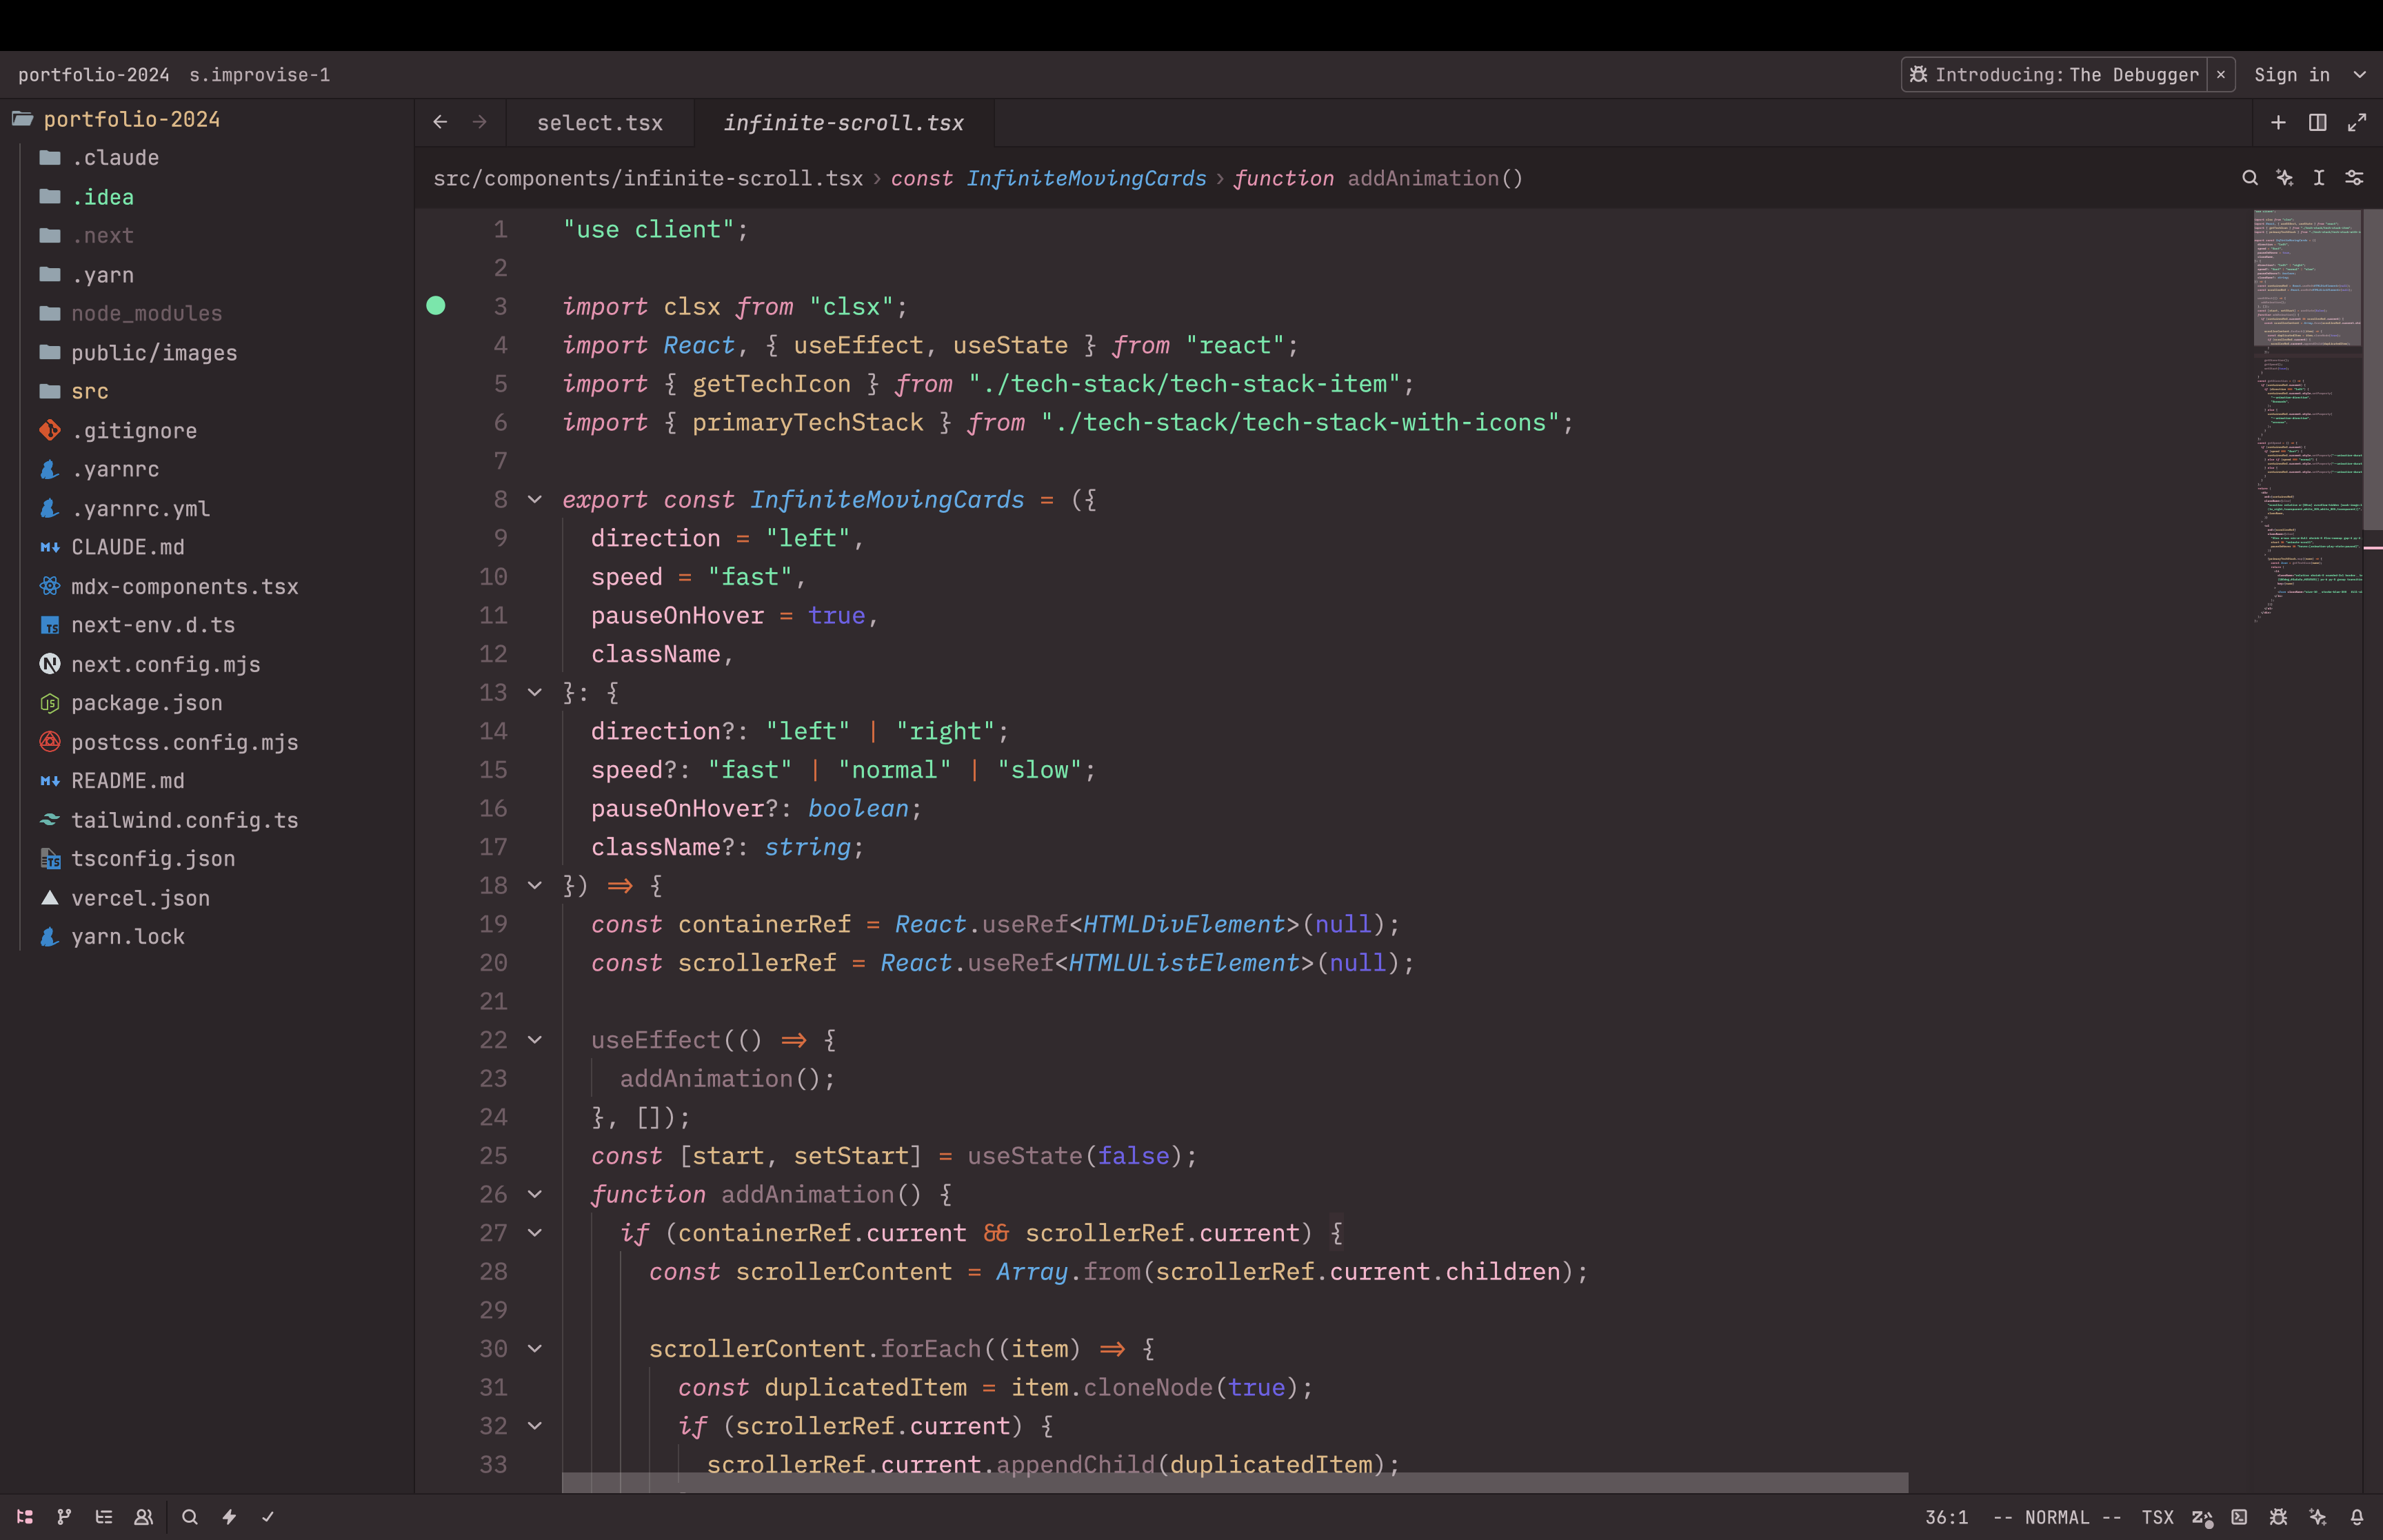 portfolio-2024 s.improvise-1
Introducing: The Debugger × Sign in
portfolio-2024
.claude
.idea
.next
.yarn
node_modules
public/images
src
.gitignore
.yarnrc
.yarnrc.yml
CLAUDE.md
mdx-components.tsx
next-env.d.ts
next.config.mjs
package.json
postcss.config.mjs
README.md
tailwind.config.ts
tsconfig.json
vercel.json
yarn.lock
select.tsx infinite-scroll.tsx
src/components/infinite-scroll.tsx › const InfiniteMovingCards › function addAnimation()
1 "use client";
2
3 import clsx from "clsx";
4 import React, { useEffect, useState } from "react";
5 import { getTechIcon } from "./tech-stack/tech-stack-item";
6 import { primaryTechStack } from "./tech-stack/tech-stack-with-icons";
7
8 export const InfiniteMovingCards = ({
9 direction = "left",
10 speed = "fast",
11 pauseOnHover = true,
12 className,
13 }: {
14 direction?: "left" | "right";
15 speed?: "fast" | "normal" | "slow";
16 pauseOnHover?: boolean;
17 className?: string;
18 }) => {
19 const containerRef = React.useRef<HTMLDivElement>(null);
20 const scrollerRef = React.useRef<HTMLUListElement>(null);
21
22 useEffect(() => {
23 addAnimation();
24 }, []);
25 const [start, setStart] = useState(false);
26 function addAnimation() {
27 if (containerRef.current && scrollerRef.current) {
28 const scrollerContent = Array.from(scrollerRef.current.children);
29
30 scrollerContent.forEach((item) => {
31 const duplicatedItem = item.cloneNode(true);
32 if (scrollerRef.current) {
33 scrollerRef.current.appendChild(duplicatedItem);
36:1 -- NORMAL -- TSX